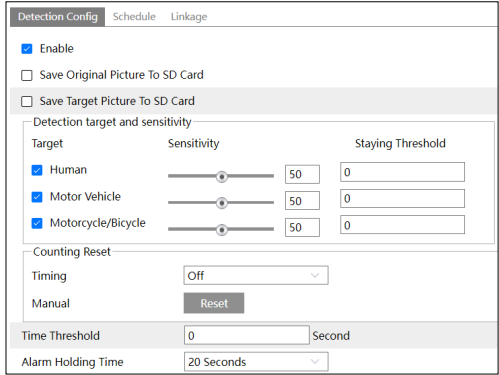 Detection Config Schedule Linkage
Enable
Save Original Picture To SD Card
Save Target Picture To SD Card
Detection target and sensitivity
Target Sensitivity Staying Threshold
Human 50 0
Motor Vehicle 50 0
Motorcycle/Bicycle 50 0
Counting Reset
Timing Off
Manual Reset
Time Threshold 0 Second
Alarm Holding Time 20 Seconds